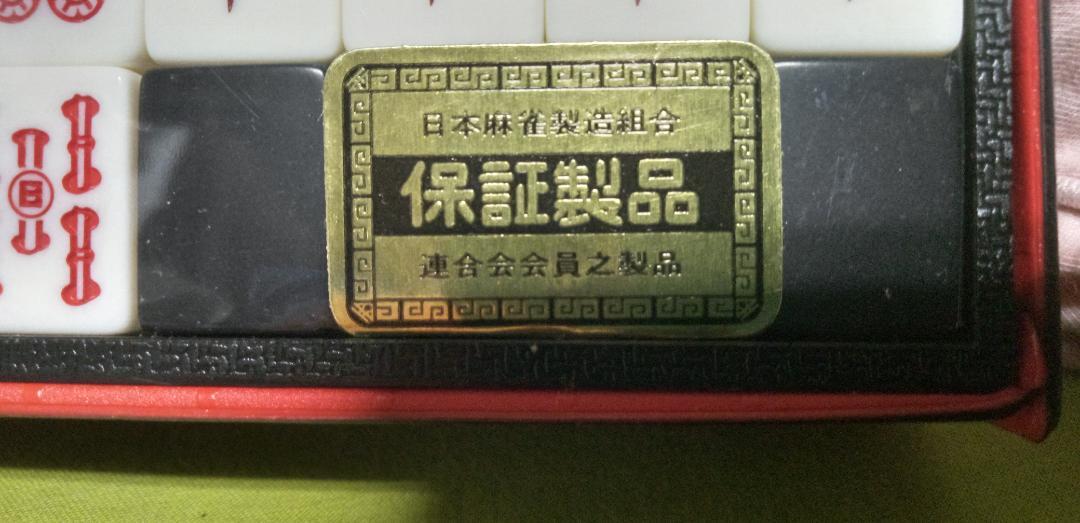 日本麻雀製造組合
保証製品
連合会会員之製品